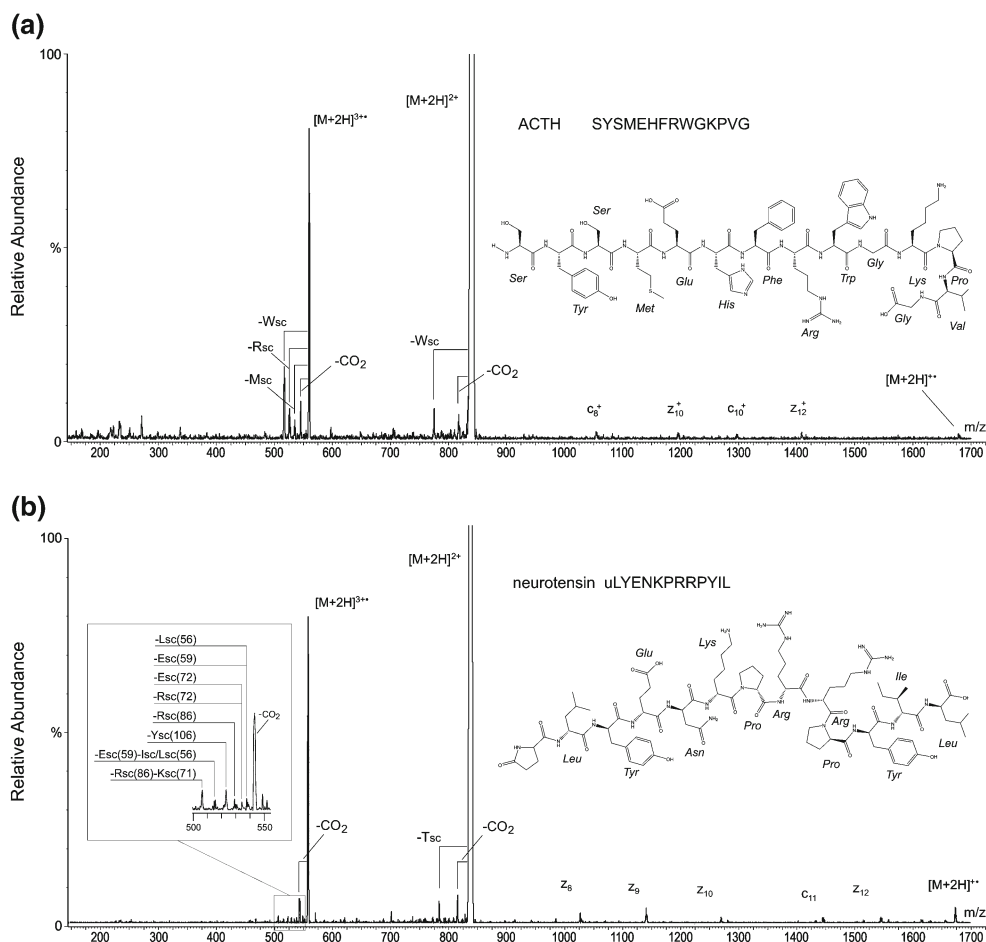 (a)
100
[M+2H]²⁺
[M+2H]³⁺•
ACTH SYSMEHFRWGKPVG
Relative Abundance
%
HO
O
H
N
NH
OH
S
NH₂
Ser
Tyr
Ser
Met
Glu
His
Phe
Arg
Trp
Gly
Lys
Pro
Val
Gly
-Wsc
-Rsc
-Msc
-CO₂
-Wsc
-CO₂
c₈⁺
z₁₀⁺
c₁₀⁺
z₁₂⁺
[M+2H]⁺•
m/z
0
200 300 400 500 600 700 800 900 1000 1100 1200 1300 1400 1500 1600 1700
(b)
100
[M+2H]²⁺
[M+2H]³⁺•
neurotensin uLYENKPRRPYIL
Relative Abundance
%
-Lsc(56)
-Esc(59)
-Esc(72)
-Rsc(72)
-Rsc(86)
-Ysc(106)
-Esc(59)-Isc/Lsc(56)
-Rsc(86)-Ksc(71)
-CO₂
500 550
Leu
Tyr
Glu
Asn
Lys
Pro
Arg
Arg
Pro
Tyr
Ile
Leu
-CO₂
-Tsc
-CO₂
z₈
z₉
z₁₀
c₁₁
z₁₂
[M+2H]⁺•
m/z
0
200 300 400 500 600 700 800 900 1000 1100 1200 1300 1400 1500 1600 1700